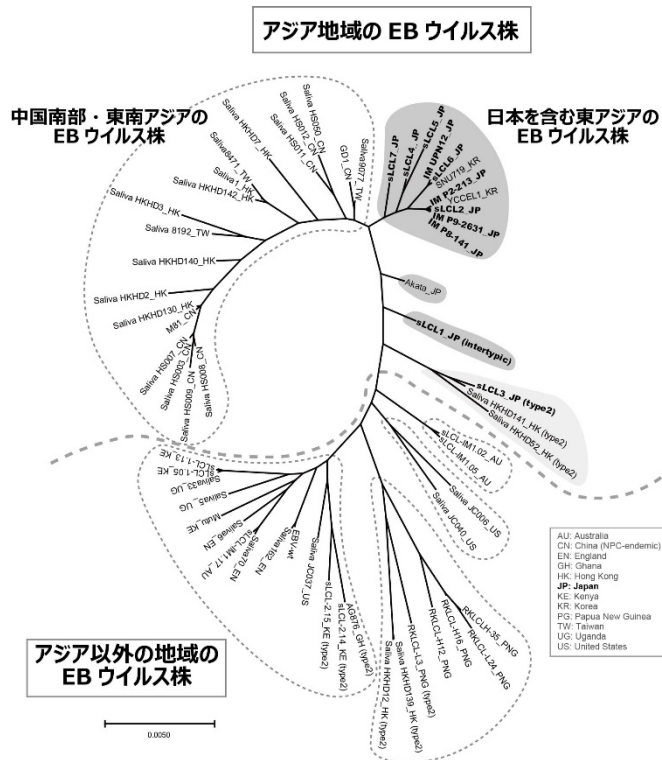 アジア地域の EB ウイルス株
中国南部・東南アジアの
EB ウイルス株
日本を含む東アジアの
EB ウイルス株
Saliva HS050_CN
Saliva HS012_CN
Saliva HS011_CN
GD1_CN
Saliva9077_TW
Saliva HKHD7_HK
Saliva8471_TW
Saliva1_HK
Saliva HKHD142_HK
Saliva HKHD3_HK
Saliva 8192_TW
Saliva HKHD140_HK
Saliva HKHD2_HK
Saliva HKHD130_HK
M81_CN
Saliva HS007_CN
Saliva HS003_CN
Saliva HS009_CN
Saliva HS008_CN
sLCL7_JP
sLCL4_JP
sLCL5_JP
IM UPN12_JP
sLCL6_JP
SNU719_KR
IM P2-213_JP
YCCEL1_KR
sLCL2_JP
IM P9-2631_JP
IM P8-141_JP
Akata_JP
sLCL1_JP (intertypic)
sLCL3_JP (type2)
Saliva HKHD141_HK (type2)
Saliva HKHD52_HK (type2)
sLCL-IM1.02_AU
sLCL-IM1.05_AU
Saliva JC006_US
Saliva JC040_US
sLCL-1.13_KE
sLCL-1.05_KE
Saliva33_UG
Saliva5_UG
Mutu_KE
Saliva6_EN
sLCL-IM1.17_AU
Saliva70_EN
Saliva162_EN
EBV-wt
Saliva JC037_US
sLCL-2.15_KE (type2)
sLCL-2.14_KE (type2)
AG876_GH (type2)
Saliva HKHD12_HK (type2)
Saliva HKHD139_HK (type2)
RKLCL-L3_PNG (type2)
RKLCL-H12_PNG
RKLCL-H16_PNG
RKLCL-L24_PNG
RKLCLH-35_PNG
アジア以外の地域の
EB ウイルス株
0.0050
AU: Australia
CN: China (NPC-endemic)
EN: England
GH: Ghana
HK: Hong Kong
JP: Japan
KE: Kenya
KR: Korea
PG: Papua New Guinea
TW: Taiwan
UG: Uganda
US: United States